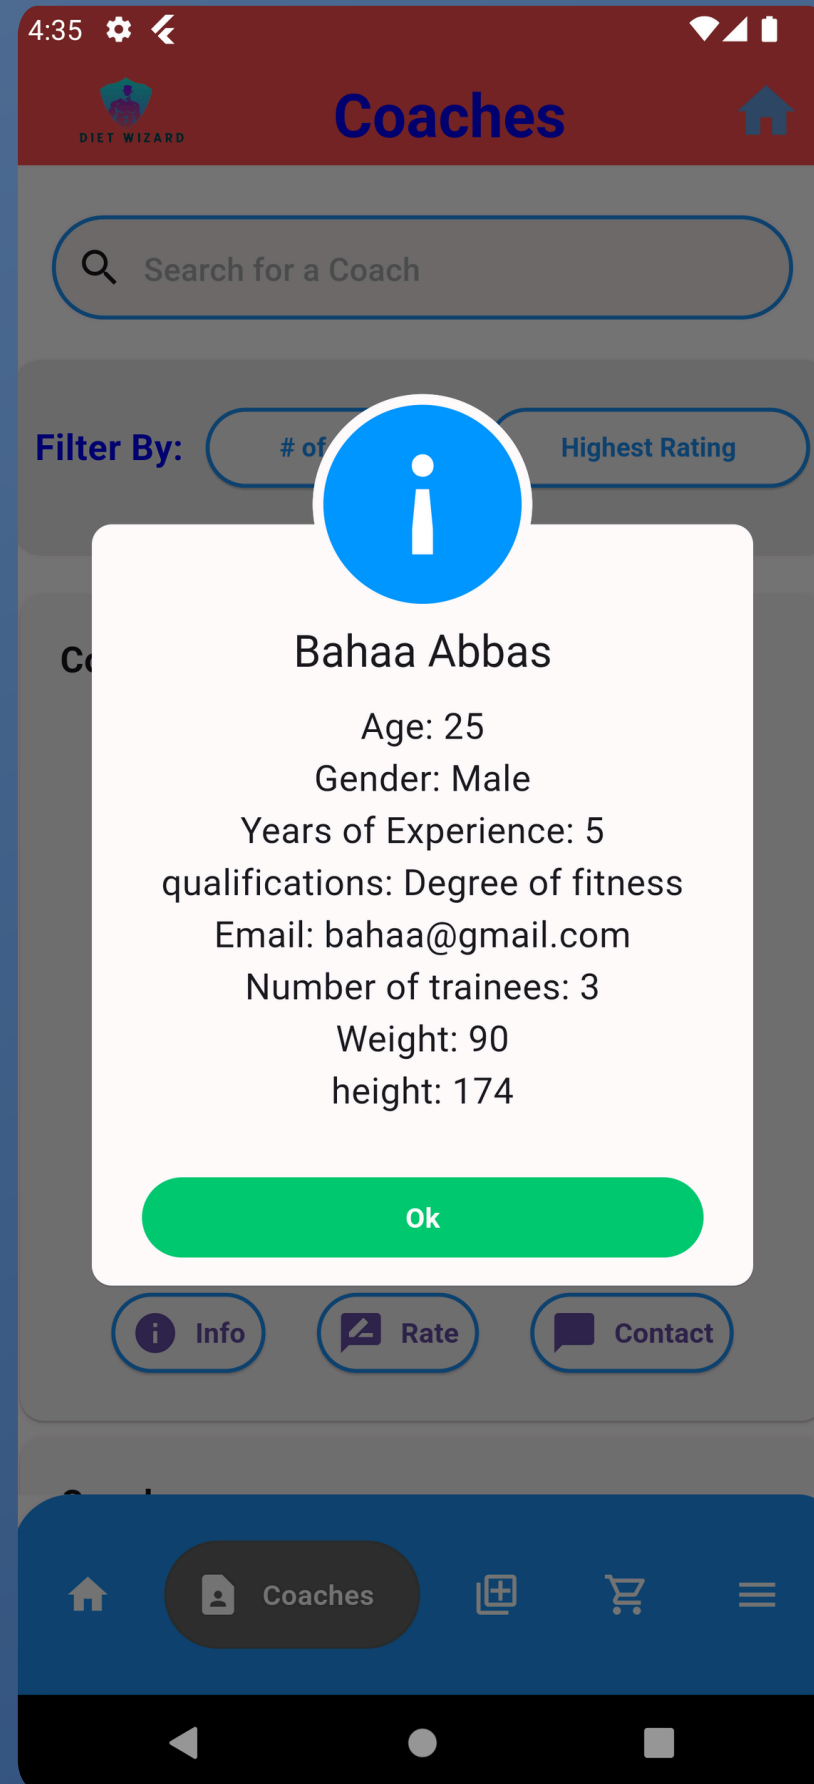 4:35
DIET WIZARD
Coaches
Search for a Coach
Filter By:
# of
Highest Rating
Bahaa Abbas
Age: 25
Gender: Male
Years of Experience: 5
qualifications: Degree of fitness
Email: bahaa@gmail.com
Number of trainees: 3
Weight: 90
height: 174
Ok
Info
Rate
Contact
Coaches